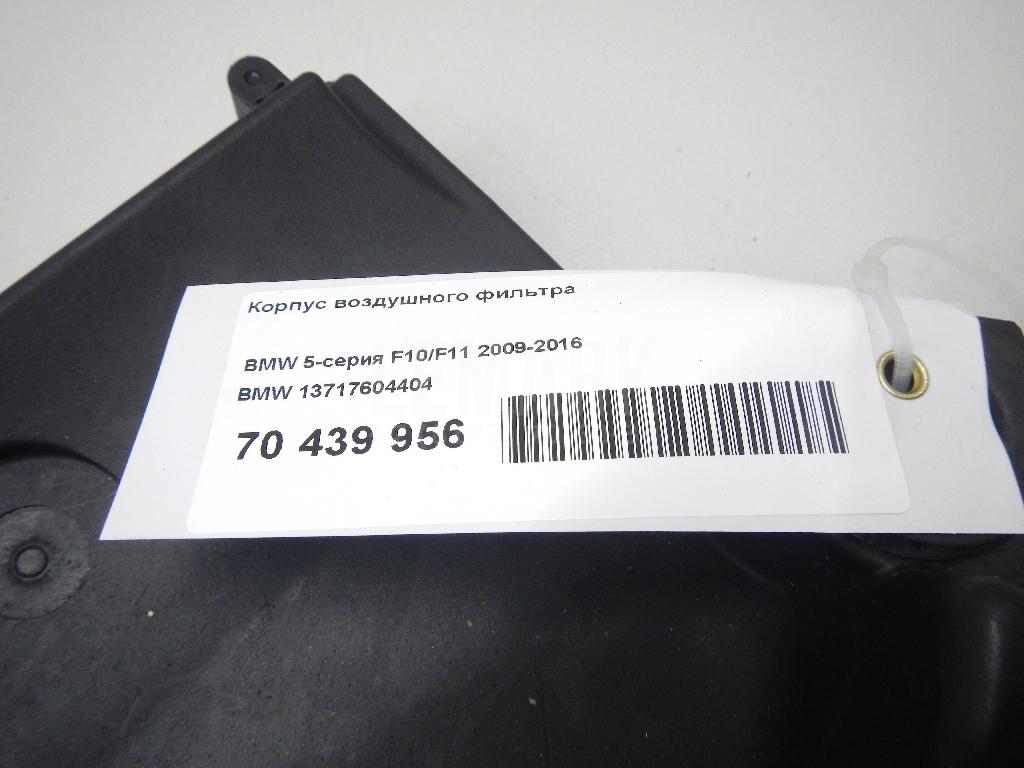 Корпус воздушного фильтра
BMW 5-серия F10/F11 2009-2016
BMW 13717604404
70 439 956